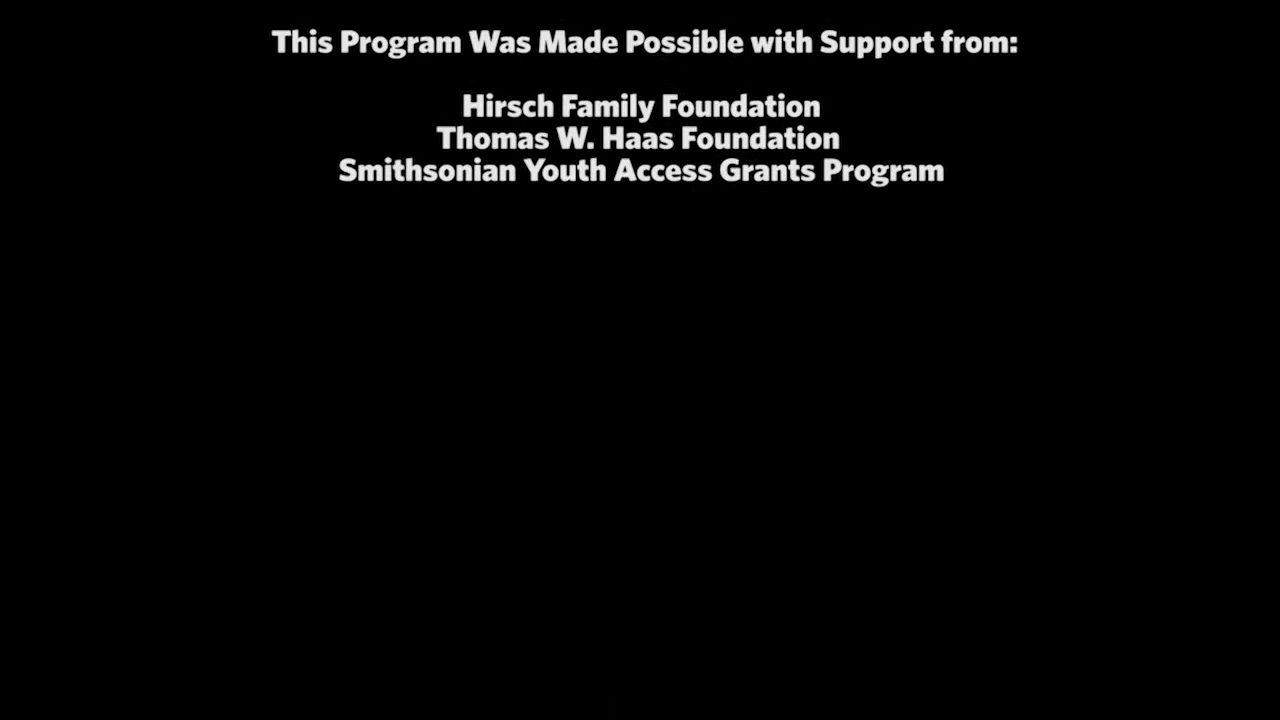 This Program Was Made Possible with Support from:
Hirsch Family Foundation
Thomas W. Haas Foundation
Smithsonian Youth Access Grants Program